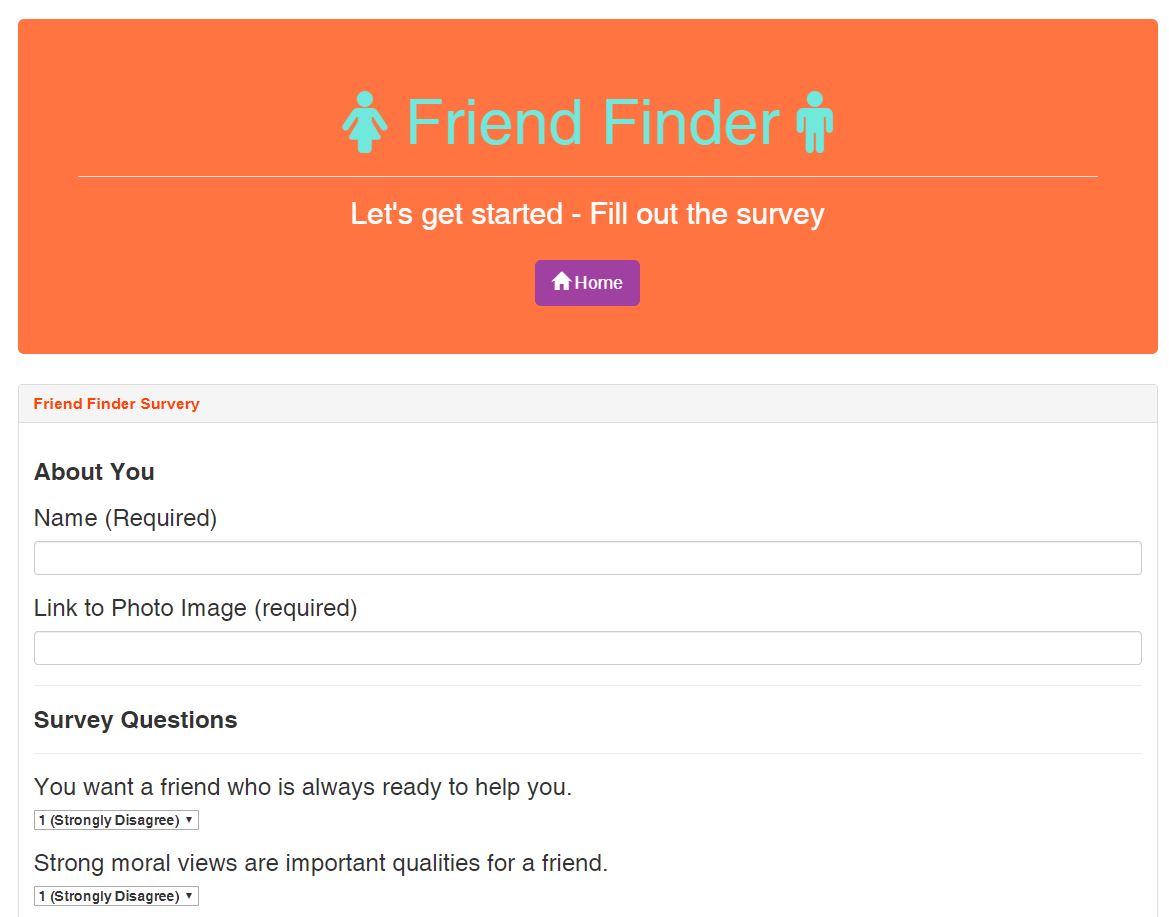 Friend Finder
Let's get started - Fill out the survey
Home
Friend Finder Survery
About You
Name (Required)
Link to Photo Image (required)
Survey Questions
You want a friend who is always ready to help you.
1 (Strongly Disagree)
Strong moral views are important qualities for a friend.
1 (Strongly Disagree)